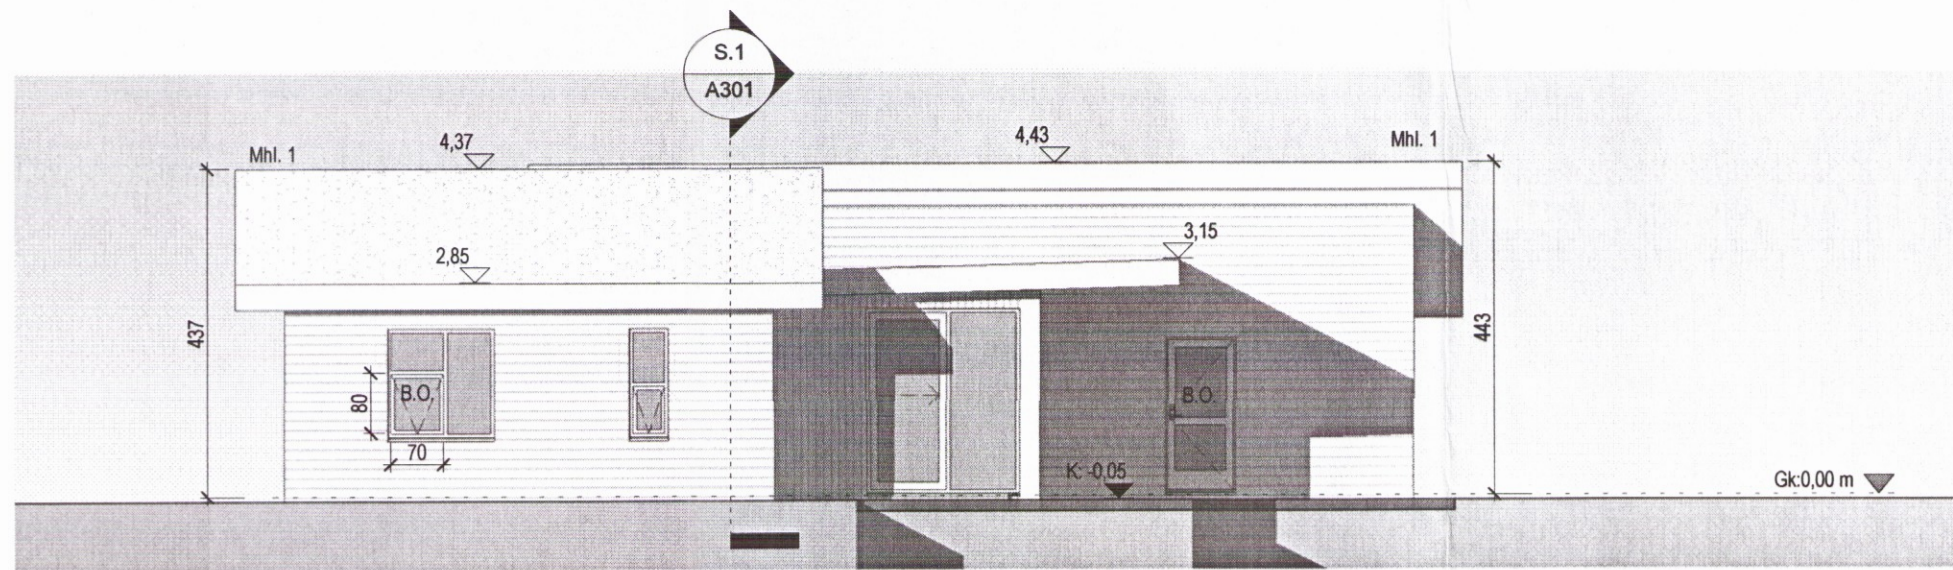 S.1
A301
Mhl. 1
4,37
4,43
Mhl. 1
2,85
3,15
437
443
80
B.O.
70
B.O.
K: -0,05
Gk:0,00 m